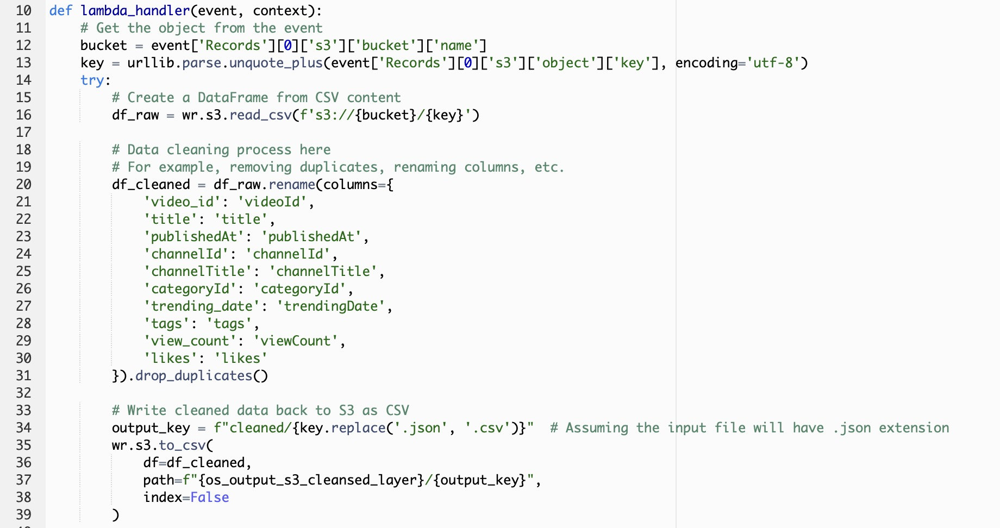 10 def lambda_handler(event, context):
11     # Get the object from the event
12     bucket = event['Records'][0]['s3']['bucket']['name']
13     key = urllib.parse.unquote_plus(event['Records'][0]['s3']['object']['key'], encoding='utf-8')
14     try:
15         # Create a DataFrame from CSV content
16         df_raw = wr.s3.read_csv(f's3://{bucket}/{key}')
17
18         # Data cleaning process here
19         # For example, removing duplicates, renaming columns, etc.
20         df_cleaned = df_raw.rename(columns={
21             'video_id': 'videoId',
22             'title': 'title',
23             'publishedAt': 'publishedAt',
24             'channelId': 'channelId',
25             'channelTitle': 'channelTitle',
26             'categoryId': 'categoryId',
27             'trending_date': 'trendingDate',
28             'tags': 'tags',
29             'view_count': 'viewCount',
30             'likes': 'likes'
31         }).drop_duplicates()
32
33         # Write cleaned data back to S3 as CSV
34         output_key = f"cleaned/{key.replace('.json', '.csv')}"  # Assuming the input file will have .json extension
35         wr.s3.to_csv(
36             df=df_cleaned,
37             path=f"{os_output_s3_cleansed_layer}/{output_key}",
38             index=False
39         )